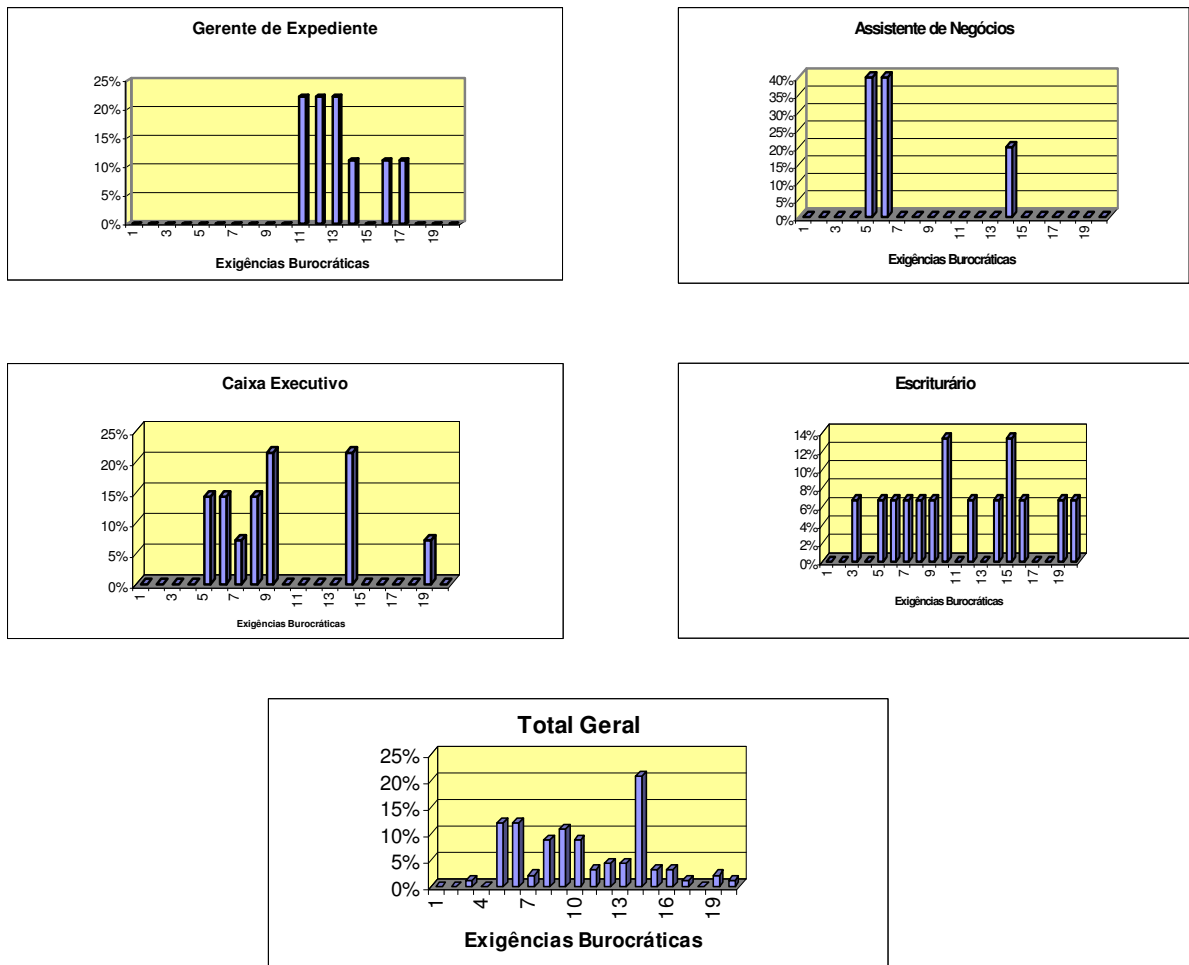 Gerente de Expediente
25%
20%
15%
10%
5%
0%
1 3 5 7 9 11 13 15 17 19
Exigências Burocráticas
Assistente de Negócios
40%
35%
30%
25%
20%
15%
10%
5%
0%
1 3 5 7 9 11 13 15 17 19
Exigências Burocráticas
Caixa Executivo
25%
20%
15%
10%
5%
0%
1 3 5 7 9 11 13 15 17 19
Exigências Burocráticas
Escriturário
14%
12%
10%
8%
6%
4%
2%
0%
1 3 5 7 9 11 13 15 17 19
Exigências Burocráticas
Total Geral
25%
20%
15%
10%
5%
0%
1 4 7 10 13 16 19
Exigências Burocráticas